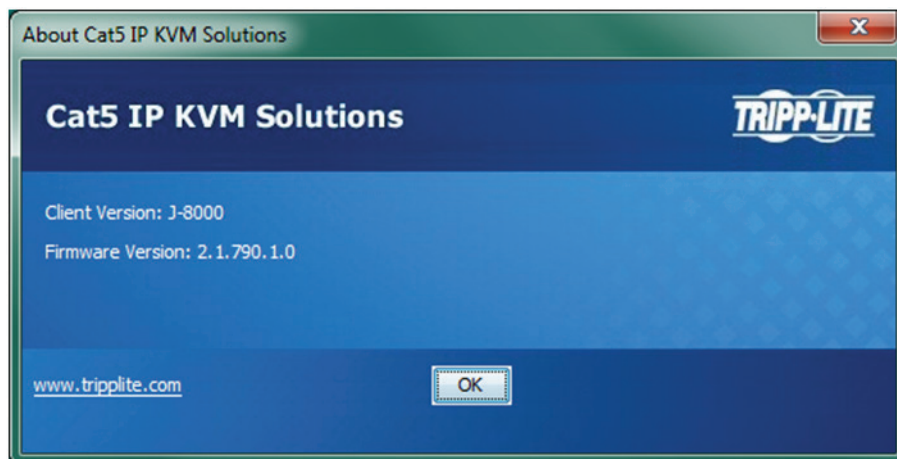 About Cat5 IP KVM Solutions
Cat5 IP KVM Solutions
TRIPP·LITE
Client Version: J-8000
Firmware Version: 2.1.790.1.0
www.tripplite.com
OK